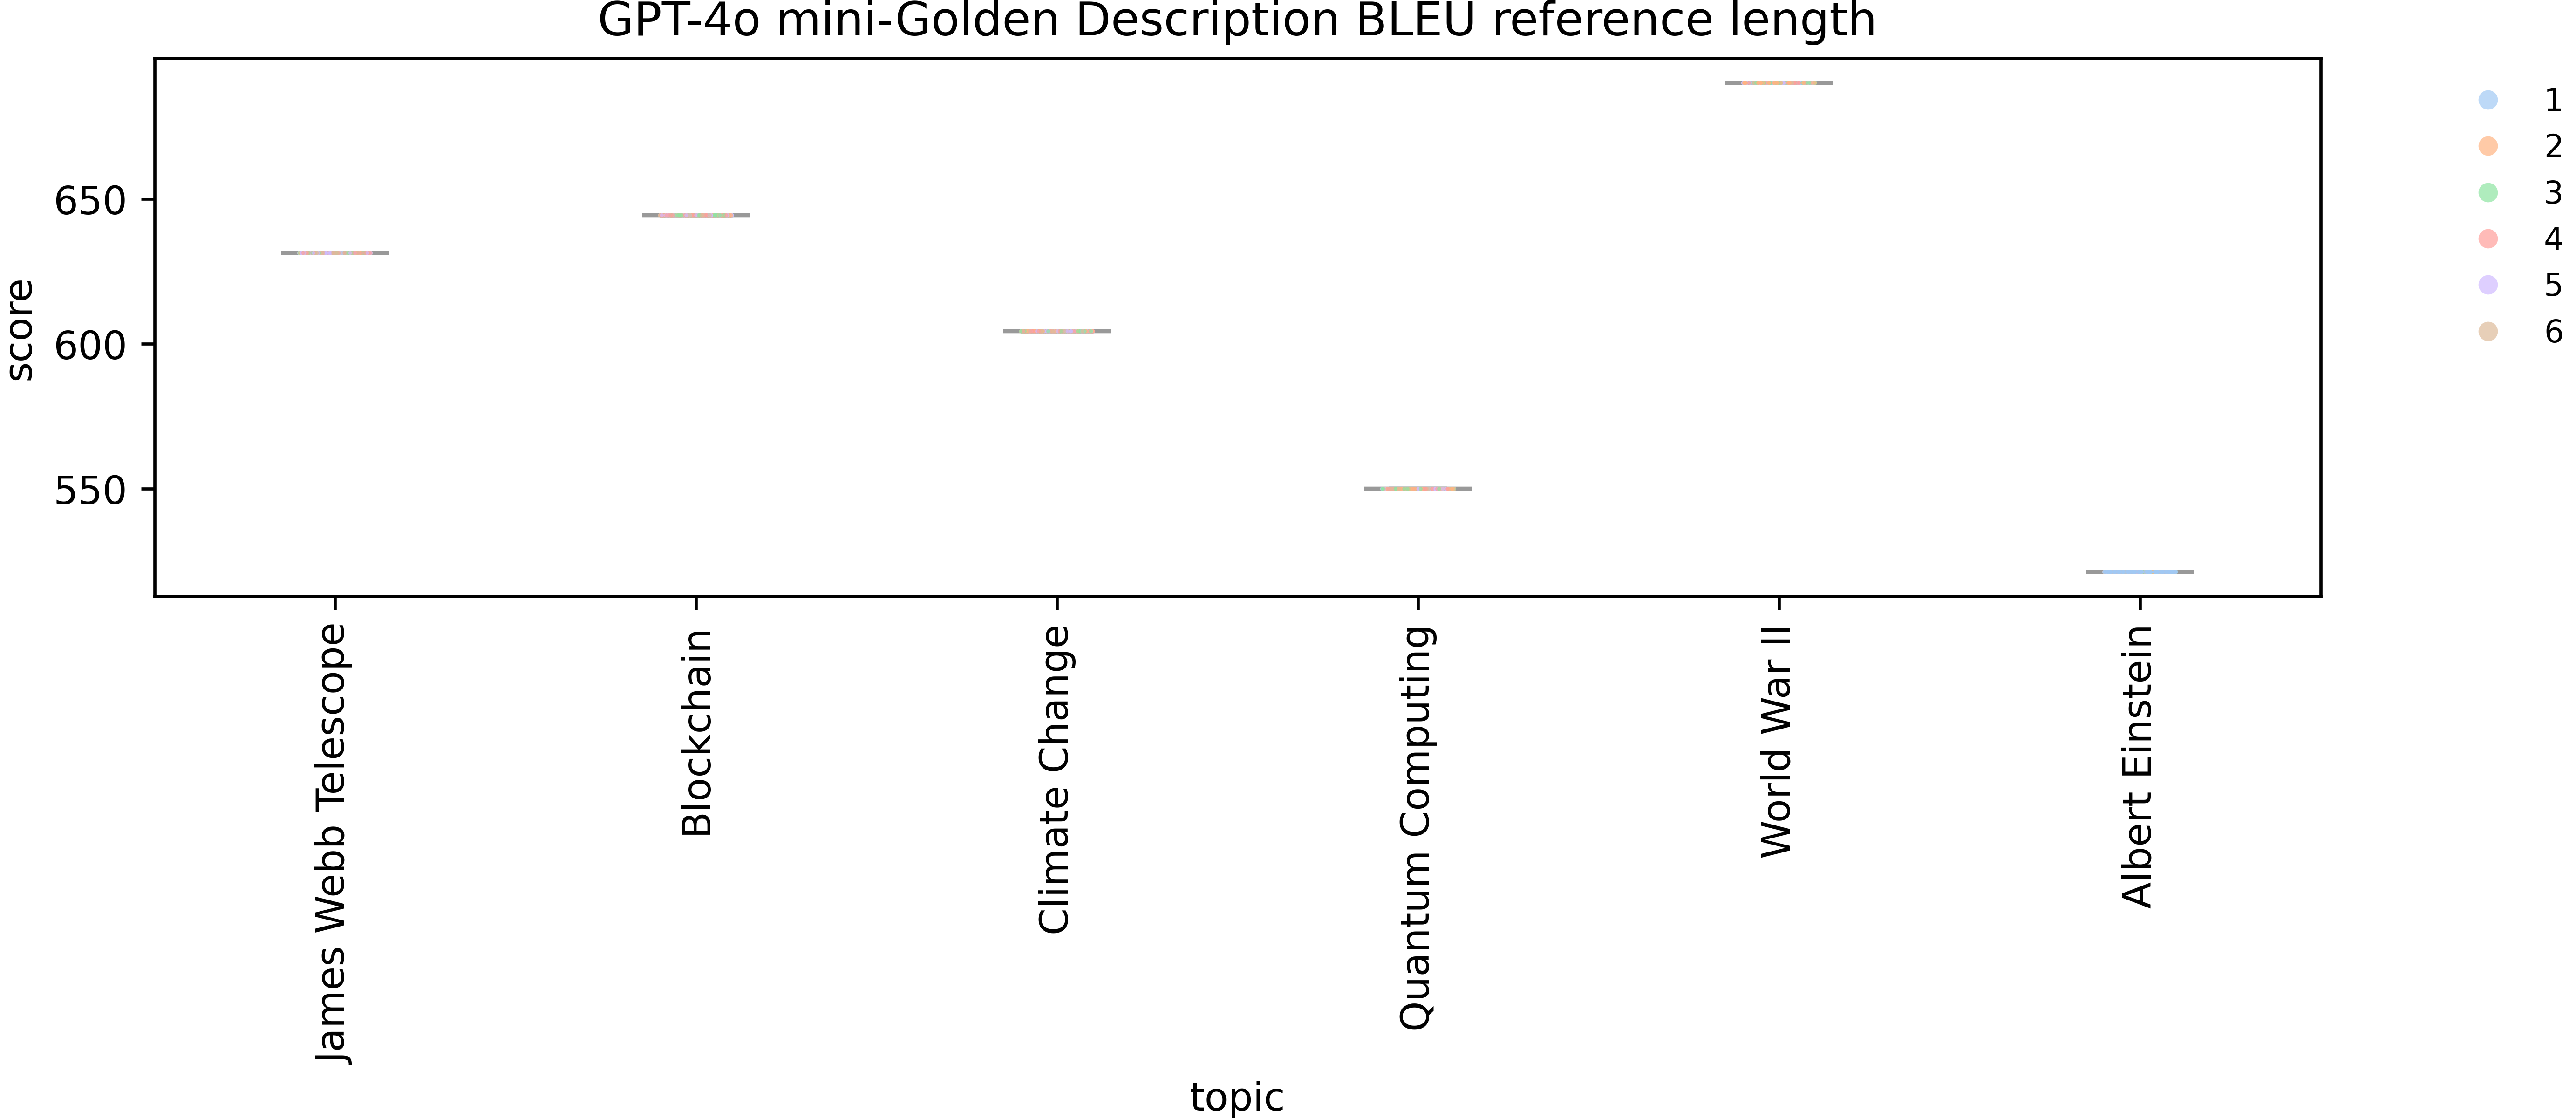 GPT-4o mini-Golden Description BLEU reference length
score
650
600
550
1
2
3
4
5
6
James Webb Telescope
Blockchain
Climate Change
Quantum Computing
World War II
Albert Einstein
topic